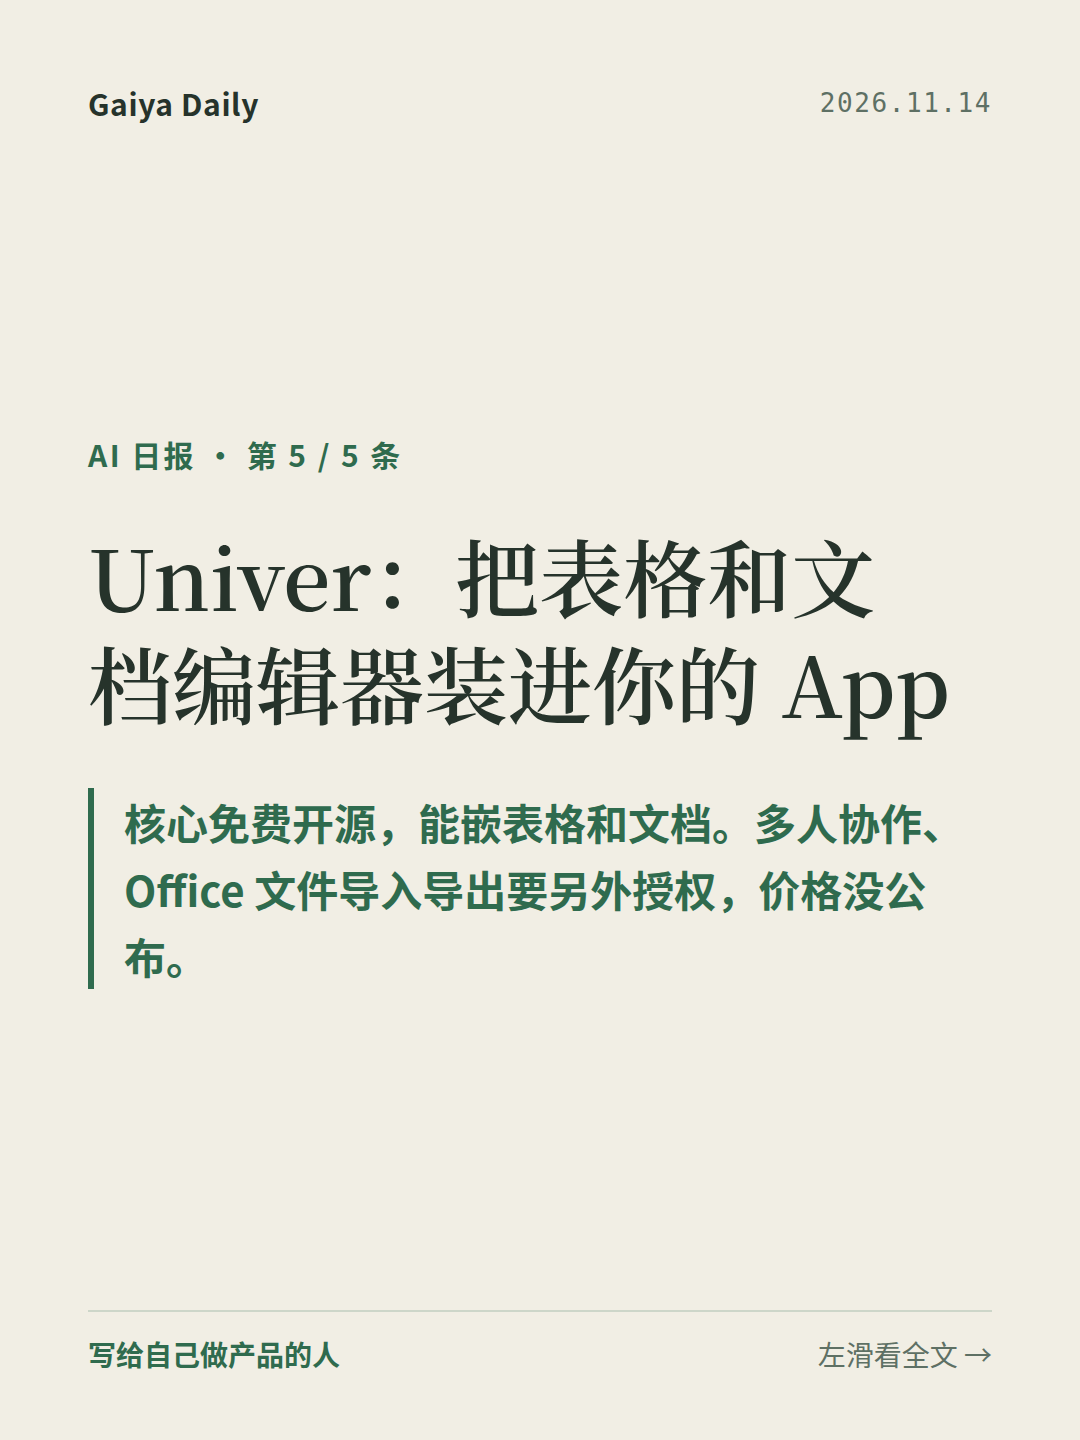 Gaiya Daily
2026.11.14
AI 日报 · 第 5 / 5 条
Univer：把表格和文
档编辑器装进你的 App
核心免费开源，能嵌表格和文档。多人协作、
Office 文件导入导出要另外授权，价格没公
布。
写给自己做产品的人
左滑看全文 →